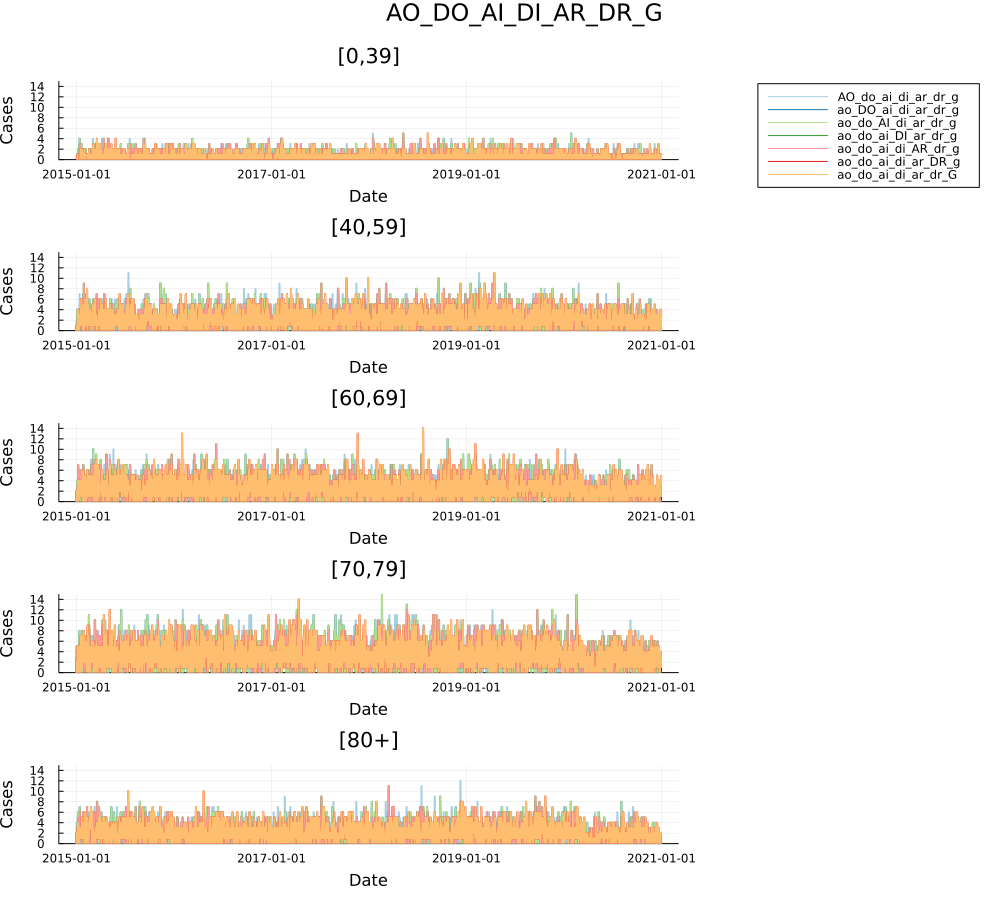 AO_DO_AI_DI_AR_DR_G
[0,39]
Cases
14
12
10
8
6
4
2
0
2015-01-01 2017-01-01 2019-01-01 2021-01-01
Date
AO_do_ai_di_ar_dr_g
ao_DO_ai_di_ar_dr_g
ao_do_AI_di_ar_dr_g
ao_do_ai_DI_ar_dr_g
ao_do_ai_di_AR_dr_g
ao_do_ai_di_ar_DR_g
ao_do_ai_di_ar_dr_G
[40,59]
Cases
14
12
10
8
6
4
2
0
2015-01-01 2017-01-01 2019-01-01 2021-01-01
Date
[60,69]
Cases
14
12
10
8
6
4
2
0
2015-01-01 2017-01-01 2019-01-01 2021-01-01
Date
[70,79]
Cases
14
12
10
8
6
4
2
0
2015-01-01 2017-01-01 2019-01-01 2021-01-01
Date
[80+]
Cases
14
12
10
8
6
4
2
0
2015-01-01 2017-01-01 2019-01-01 2021-01-01
Date